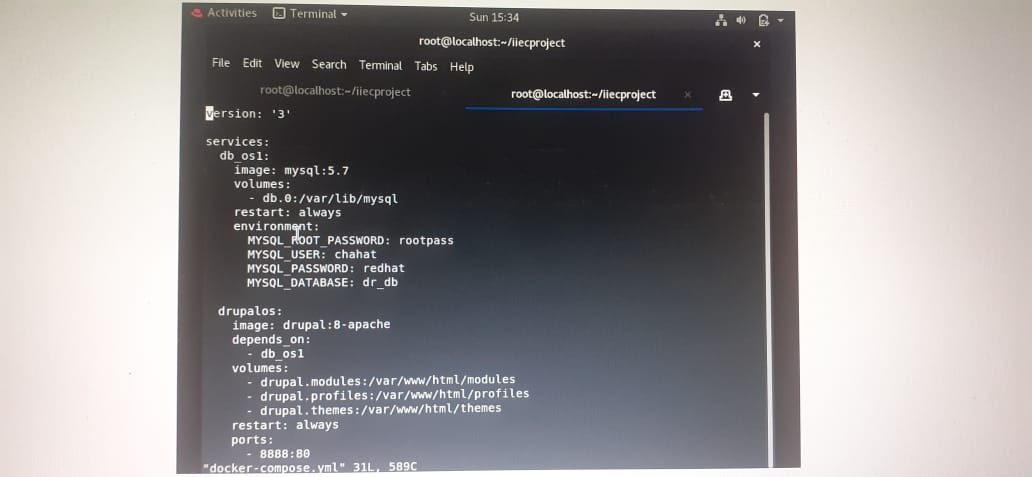 Activities Terminal Sun 15:34
root@localhost:~/iiecproject
File Edit View Search Terminal Tabs Help
root@localhost:~/iiecproject root@localhost:~/iiecproject
version: '3'

services:
  db_os1:
    image: mysql:5.7
    volumes:
      - db.0:/var/lib/mysql
    restart: always
    environment:
      MYSQL_ROOT_PASSWORD: rootpass
      MYSQL_USER: chahat
      MYSQL_PASSWORD: redhat
      MYSQL_DATABASE: dr_db

  drupalos:
    image: drupal:8-apache
    depends_on:
      - db_os1
    volumes:
      - drupal.modules:/var/www/html/modules
      - drupal.profiles:/var/www/html/profiles
      - drupal.themes:/var/www/html/themes
    restart: always
    ports:
      - 8888:80
"docker-compose.yml" 31L, 589C